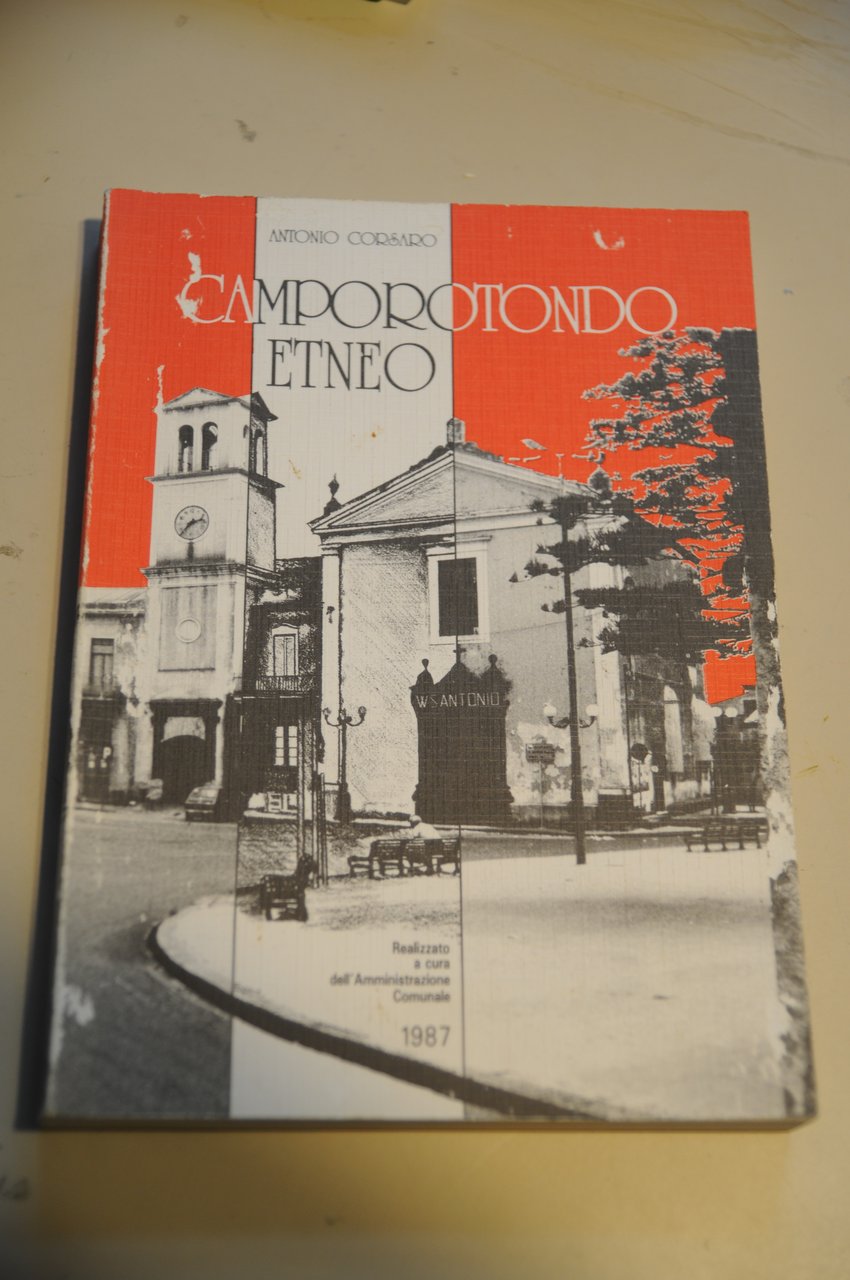 ANTONIO CORSARO
CAMPOROTONDO
ETNEO
W S ANTONIO
Realizzato
a cura
dell'Amministrazione
Comunale
1987